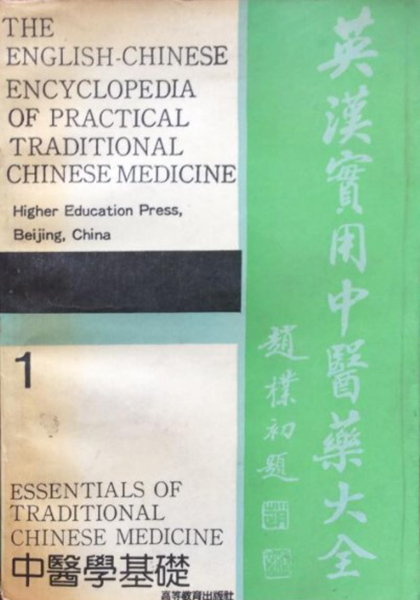 THE
ENGLISH-CHINESE
ENCYCLOPEDIA
OF PRACTICAL
TRADITIONAL
CHINESE MEDICINE
Higher Education Press,
Beijing, China
英漢實用中醫藥大全
趙樸初題
1
ESSENTIALS OF
TRADITIONAL
CHINESE MEDICINE
中醫學基礎
高等教育出版社